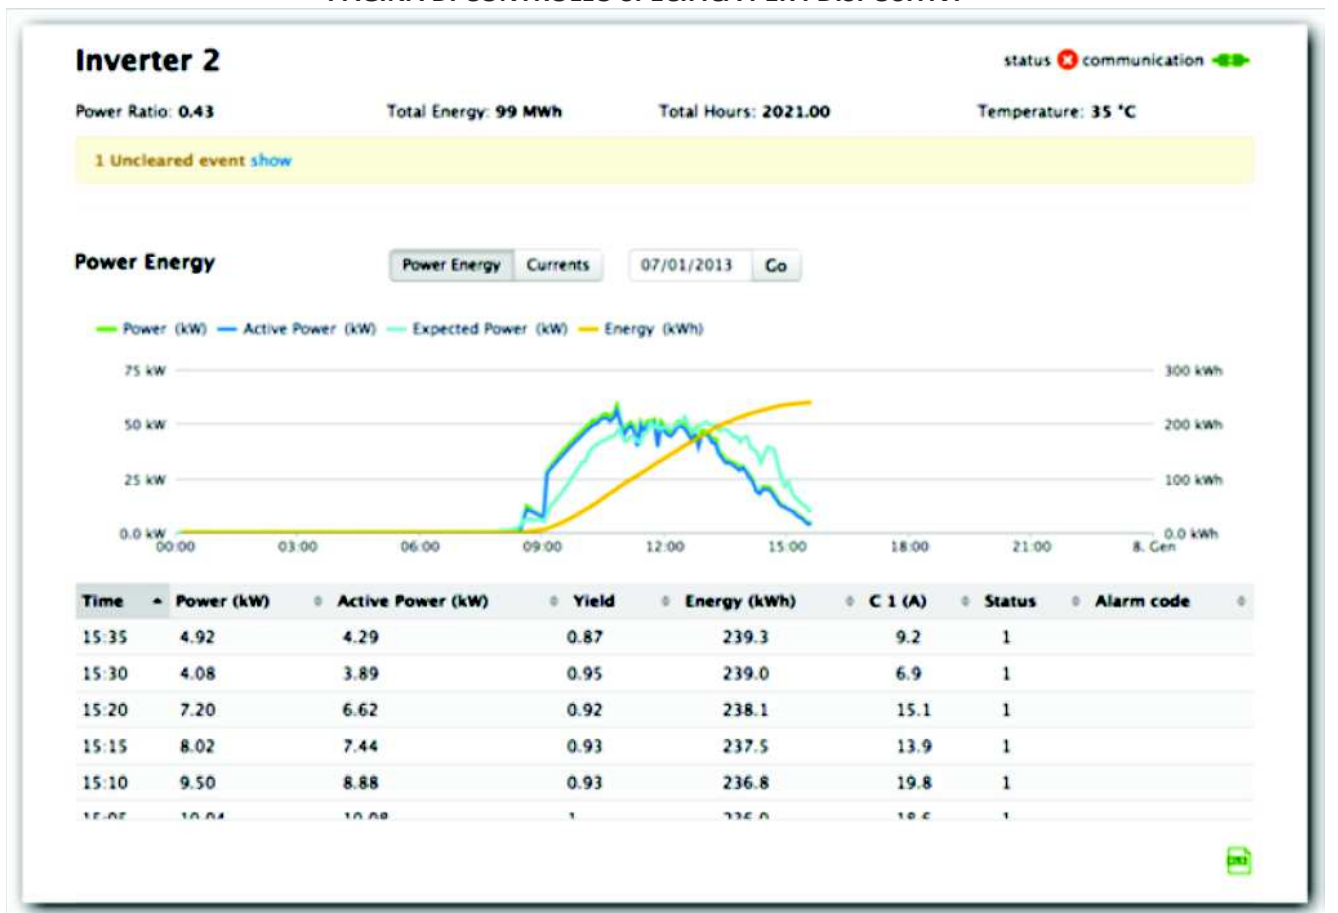 Inverter 2
status communication
Power Ratio: 0.43 Total Energy: 99 MWh Total Hours: 2021.00 Temperature: 35 °C
1 Uncleared event show
Power Energy Power Energy Currents 07/01/2013 Go
Power (kW) Active Power (kW) Expected Power (kW) Energy (kWh)
75 kW 300 kWh
50 kW 200 kWh
25 kW 100 kWh
0.0 kW 0.0 kWh
00:00 03:00 06:00 09:00 12:00 15:00 18:00 21:00 8. Gen
Time Power (kW) Active Power (kW) Yield Energy (kWh) C 1 (A) Status Alarm code
15:35 4.92 4.29 0.87 239.3 9.2 1
15:30 4.08 3.89 0.95 239.0 6.9 1
15:20 7.20 6.62 0.92 238.1 15.1 1
15:15 8.02 7.44 0.93 237.5 13.9 1
15:10 9.50 8.88 0.93 236.8 19.8 1